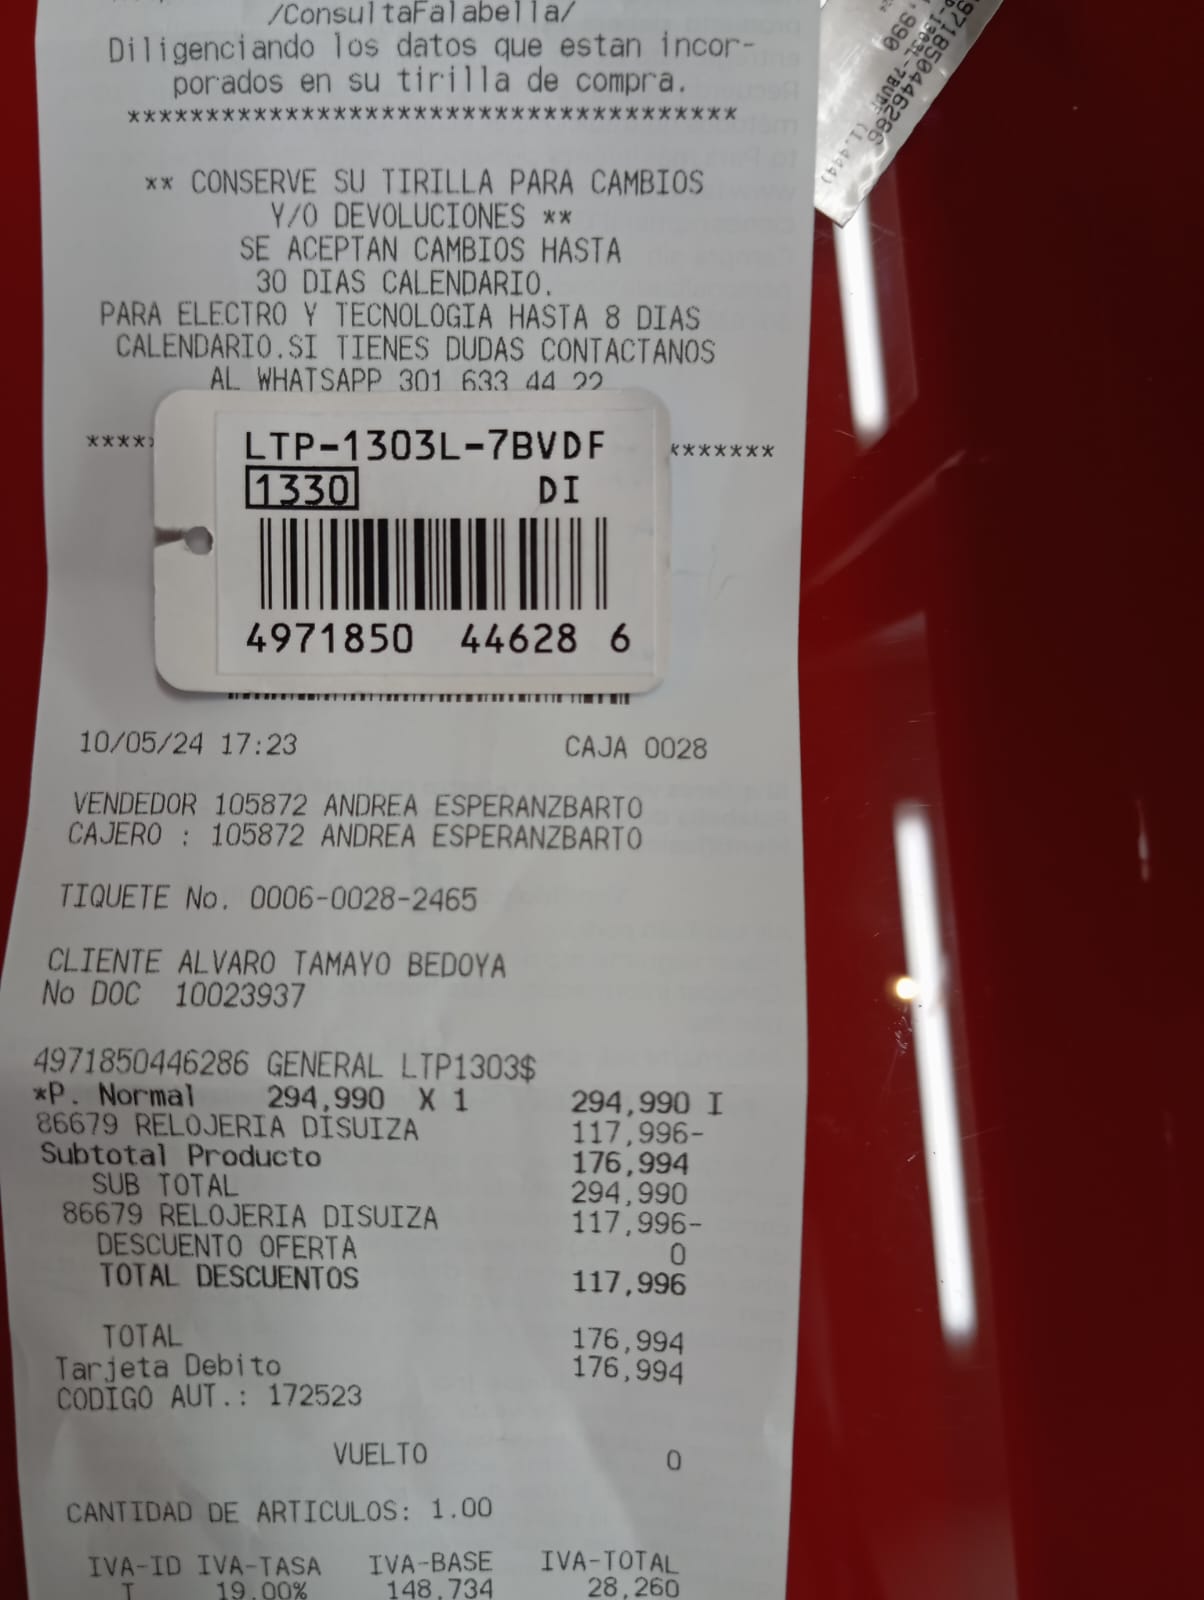 /ConsultaFalabella/
Diligenciando los datos que estan incor-
porados en su tirilla de compra.
***************************************
** CONSERVE SU TIRILLA PARA CAMBIOS
Y/O DEVOLUCIONES **
SE ACEPTAN CAMBIOS HASTA
30 DIAS CALENDARIO.
PARA ELECTRO Y TECNOLOGIA HASTA 8 DIAS
CALENDARIO.SI TIENES DUDAS CONTACTANOS
AL WHATSAPP 301 633 44 22
LTP-1303L-7BVDF
1330 DI
4971850 44628 6
10/05/24 17:23 CAJA 0028
VENDEDOR 105872 ANDREA ESPERANZBARTO
CAJERO : 105872 ANDREA ESPERANZBARTO
TIQUETE No. 0006-0028-2465
CLIENTE ALVARO TAMAYO BEDOYA
No DOC 10023937
4971850446286 GENERAL LTP1303$
*P. Normal 294,990 X 1 294,990 I
86679 RELOJERIA DISUIZA 117,996-
Subtotal Producto 176,994
SUB TOTAL 294,990
86679 RELOJERIA DISUIZA 117,996-
DESCUENTO OFERTA 0
TOTAL DESCUENTOS 117,996
TOTAL 176,994
Tarjeta Debito 176,994
CODIGO AUT.: 172523
VUELTO 0
CANTIDAD DE ARTICULOS: 1.00
IVA-ID IVA-TASA IVA-BASE IVA-TOTAL
I 19.00% 148,734 28,260